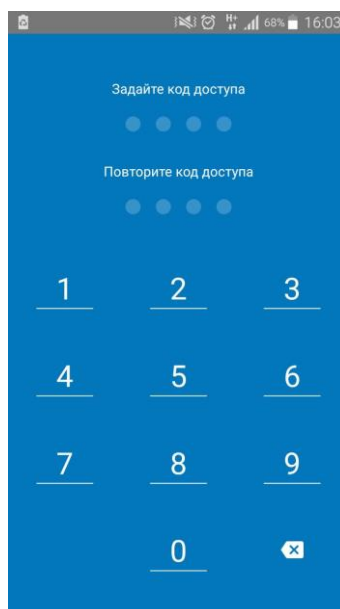 H+ 68% 16:03
Задайте код доступа
Повторите код доступа
1 2 3
4 5 6
7 8 9
0